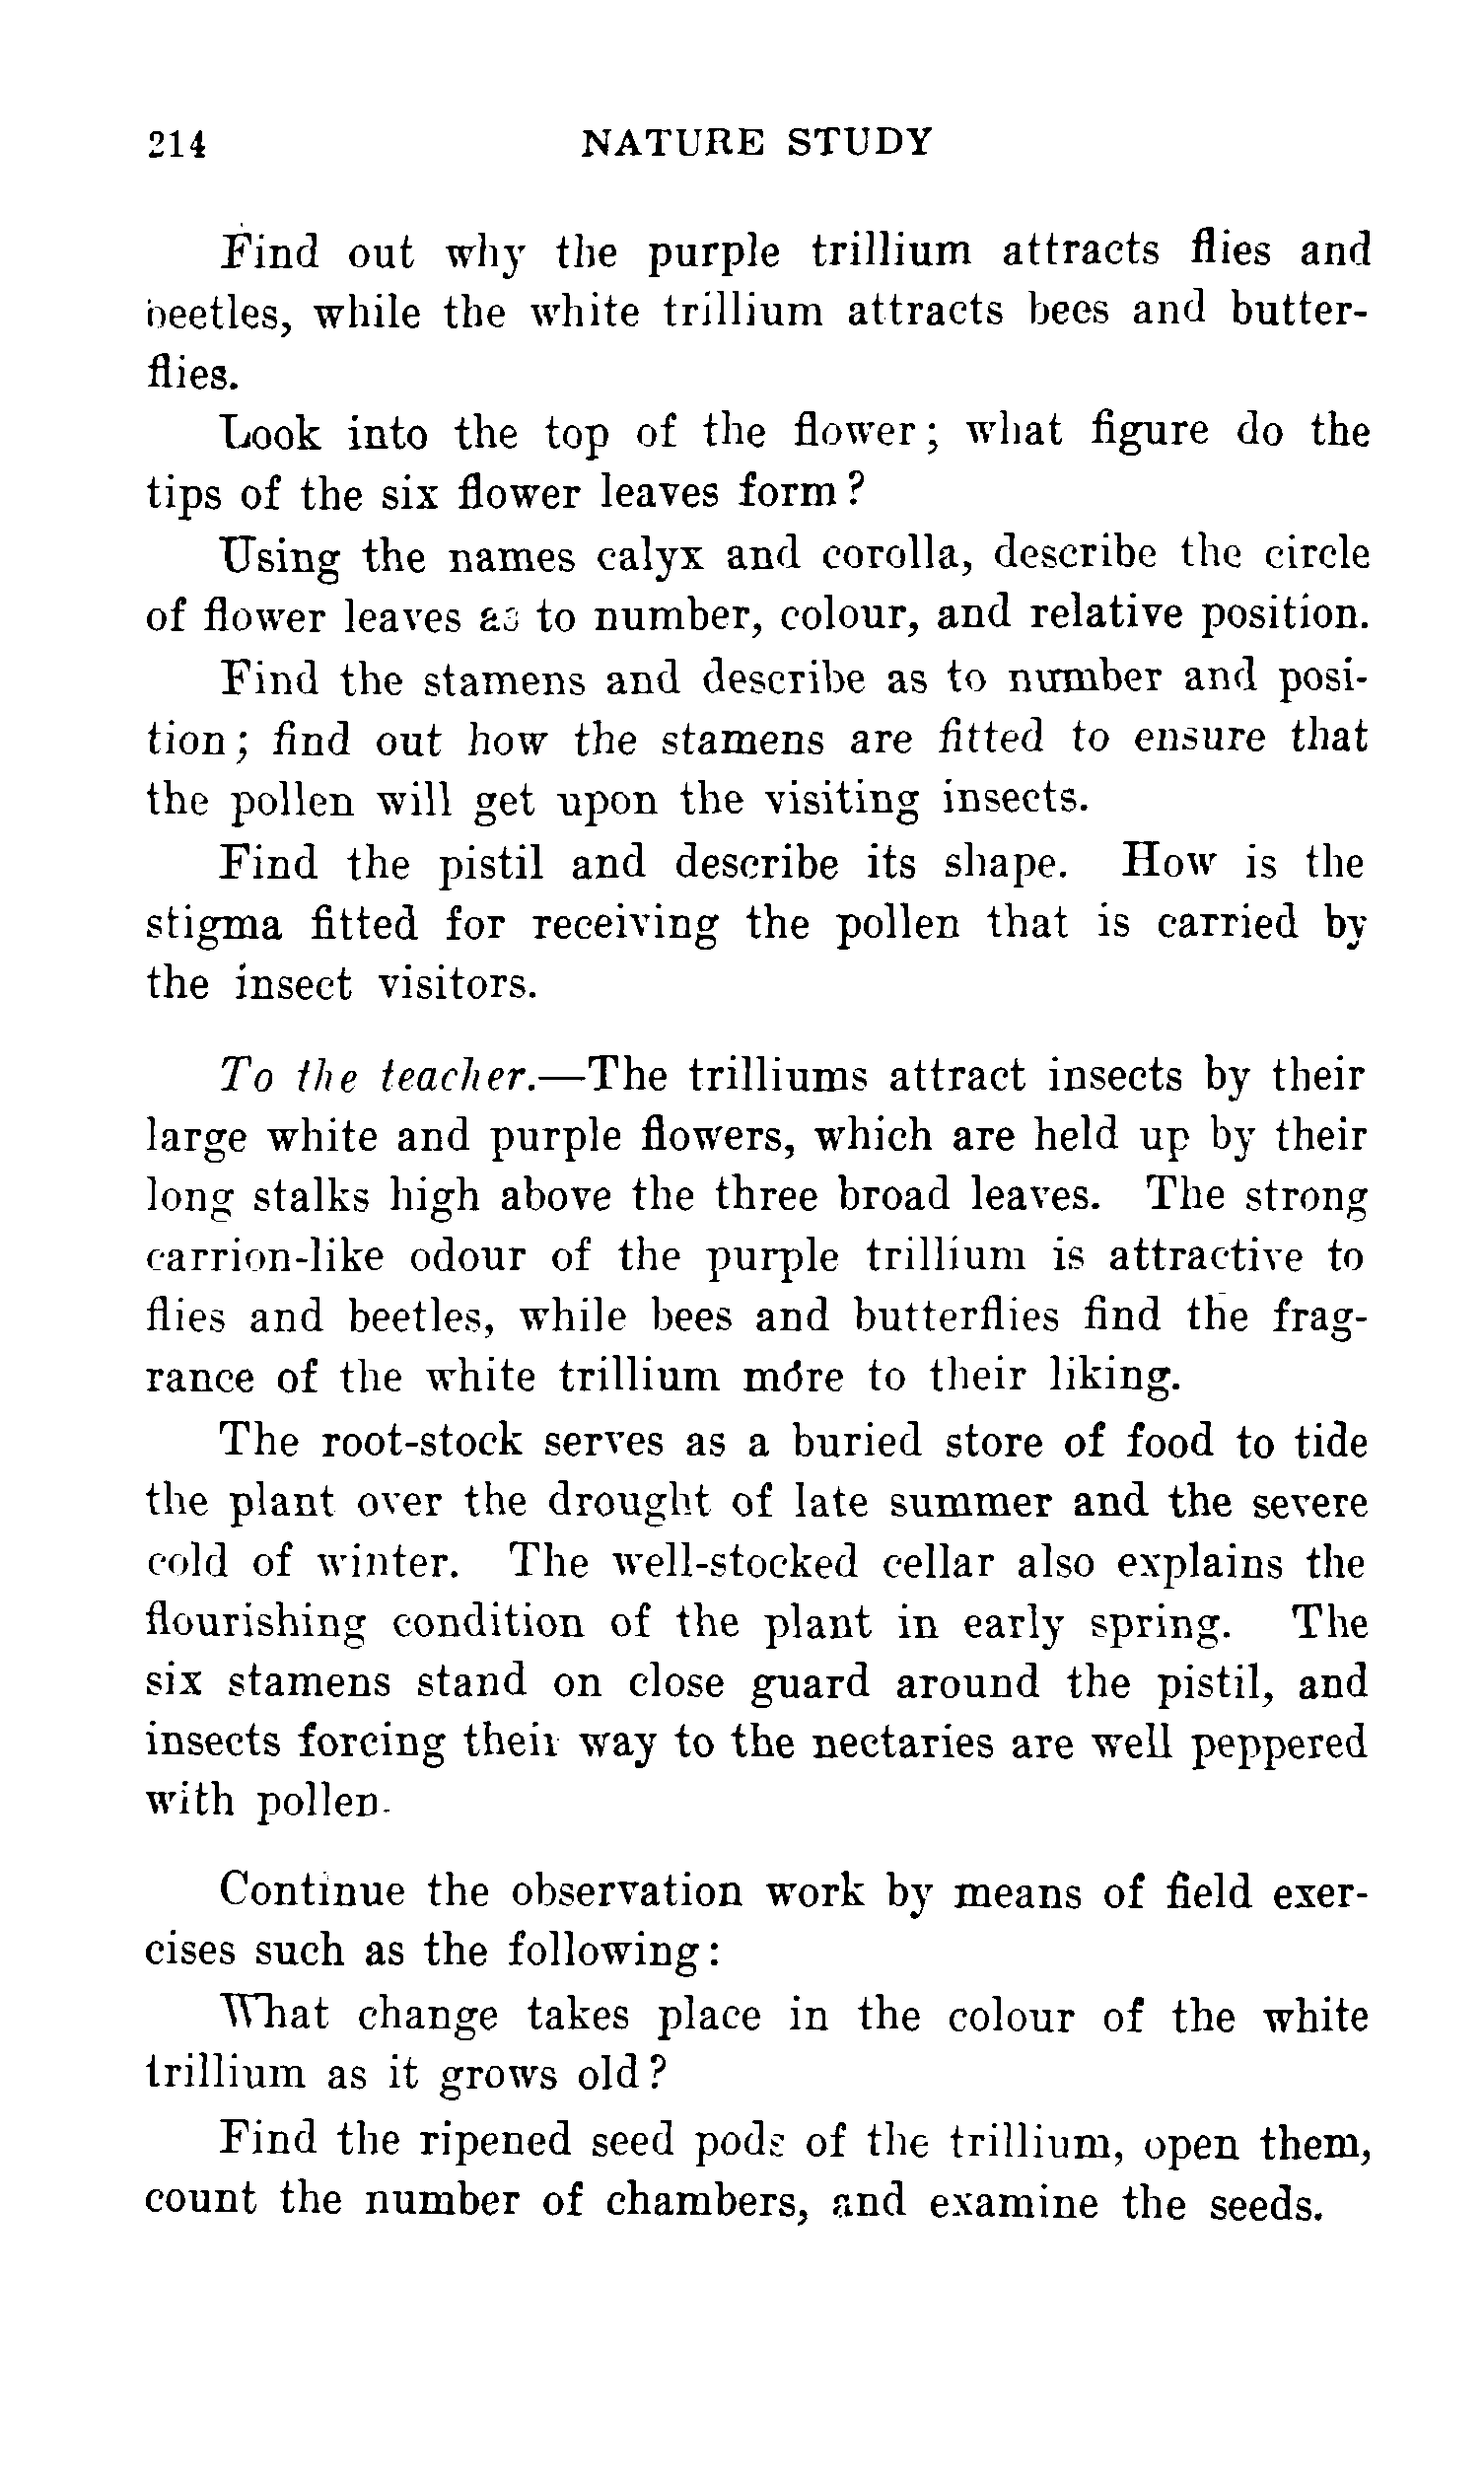 214 NATURE STUDY
Find out why the purple trillium attracts flies and
beetles, while the white trillium attracts bees and butter-
flies.
Look into the top of the flower; what figure do the
tips of the six flower leaves form?
Using the names calyx and corolla, describe the circle
of flower leaves as to number, colour, and relative position.
Find the stamens and describe as to number and posi-
tion; find out how the stamens are fitted to ensure that
the pollen will get upon the visiting insects.
Find the pistil and describe its shape. How is the
stigma fitted for receiving the pollen that is carried by
the insect visitors.
To the teacher.—The trilliums attract insects by their
large white and purple flowers, which are held up by their
long stalks high above the three broad leaves. The strong
carrion-like odour of the purple trillium is attractive to
flies and beetles, while bees and butterflies find the frag-
rance of the white trillium more to their liking.
The root-stock serves as a buried store of food to tide
the plant over the drought of late summer and the severe
cold of winter. The well-stocked cellar also explains the
flourishing condition of the plant in early spring. The
six stamens stand on close guard around the pistil, and
insects forcing their way to the nectaries are well peppered
with pollen.
Continue the observation work by means of field exer-
cises such as the following:
What change takes place in the colour of the white
trillium as it grows old?
Find the ripened seed pods of the trillium, open them,
count the number of chambers, and examine the seeds.